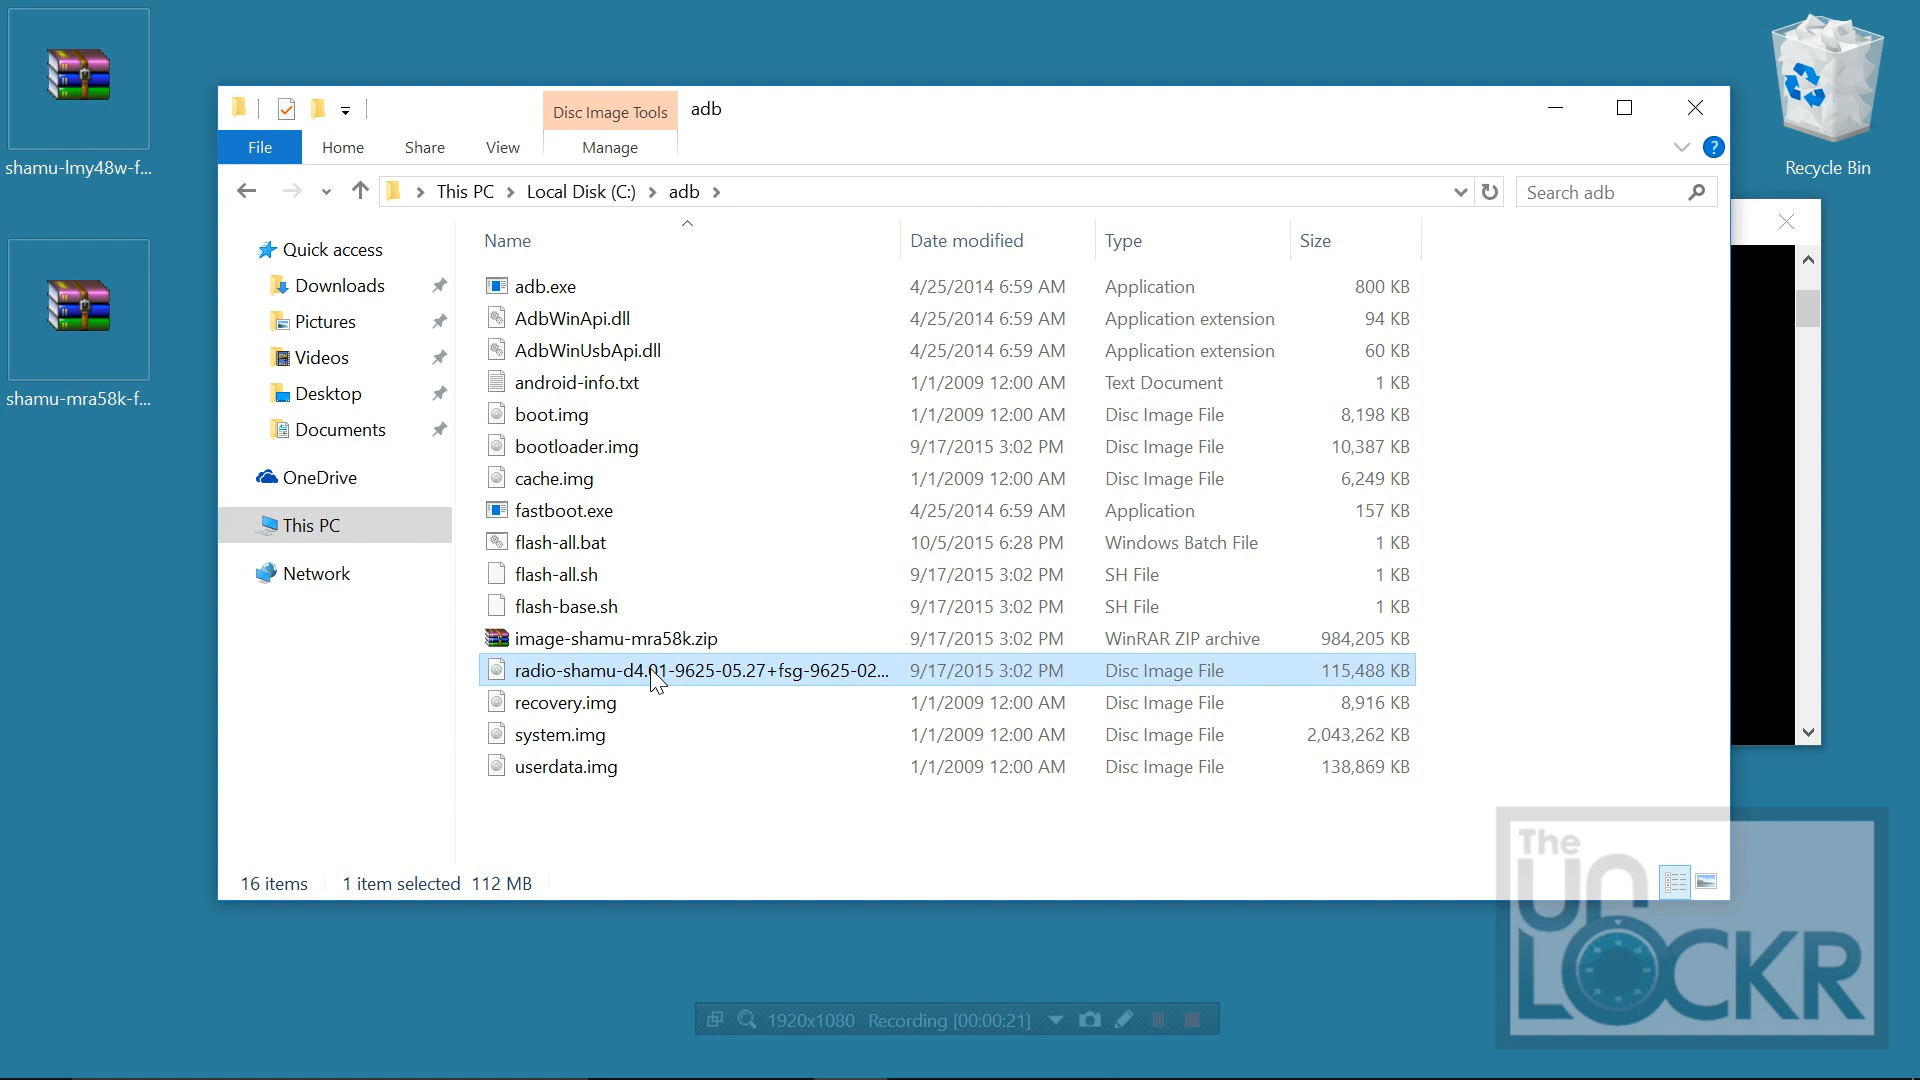 shamu-lmy48w-f...
shamu-mra58k-f...
Recycle Bin
Disc Image Tools
adb
File
Home
Share
View
Manage
This PC
Local Disk (C:)
adb
Search adb
Quick access
Downloads
Pictures
Videos
Desktop
Documents
OneDrive
This PC
Network
Name Date modified Type Size
adb.exe 4/25/2014 6:59 AM Application 800 KB
AdbWinApi.dll 4/25/2014 6:59 AM Application extension 94 KB
AdbWinUsbApi.dll 4/25/2014 6:59 AM Application extension 60 KB
android-info.txt 1/1/2009 12:00 AM Text Document 1 KB
boot.img 1/1/2009 12:00 AM Disc Image File 8,198 KB
bootloader.img 9/17/2015 3:02 PM Disc Image File 10,387 KB
cache.img 1/1/2009 12:00 AM Disc Image File 6,249 KB
fastboot.exe 4/25/2014 6:59 AM Application 157 KB
flash-all.bat 10/5/2015 6:28 PM Windows Batch File 1 KB
flash-all.sh 9/17/2015 3:02 PM SH File 1 KB
flash-base.sh 9/17/2015 3:02 PM SH File 1 KB
image-shamu-mra58k.zip 9/17/2015 3:02 PM WinRAR ZIP archive 984,205 KB
radio-shamu-d4.01-9625-05.27+fsg-9625-02... 9/17/2015 3:02 PM Disc Image File 115,488 KB
recovery.img 1/1/2009 12:00 AM Disc Image File 8,916 KB
system.img 1/1/2009 12:00 AM Disc Image File 2,043,262 KB
userdata.img 1/1/2009 12:00 AM Disc Image File 138,869 KB
16 items 1 item selected 112 MB
The
UN
LOCKR
1920x1080 Recording [00:00:21]